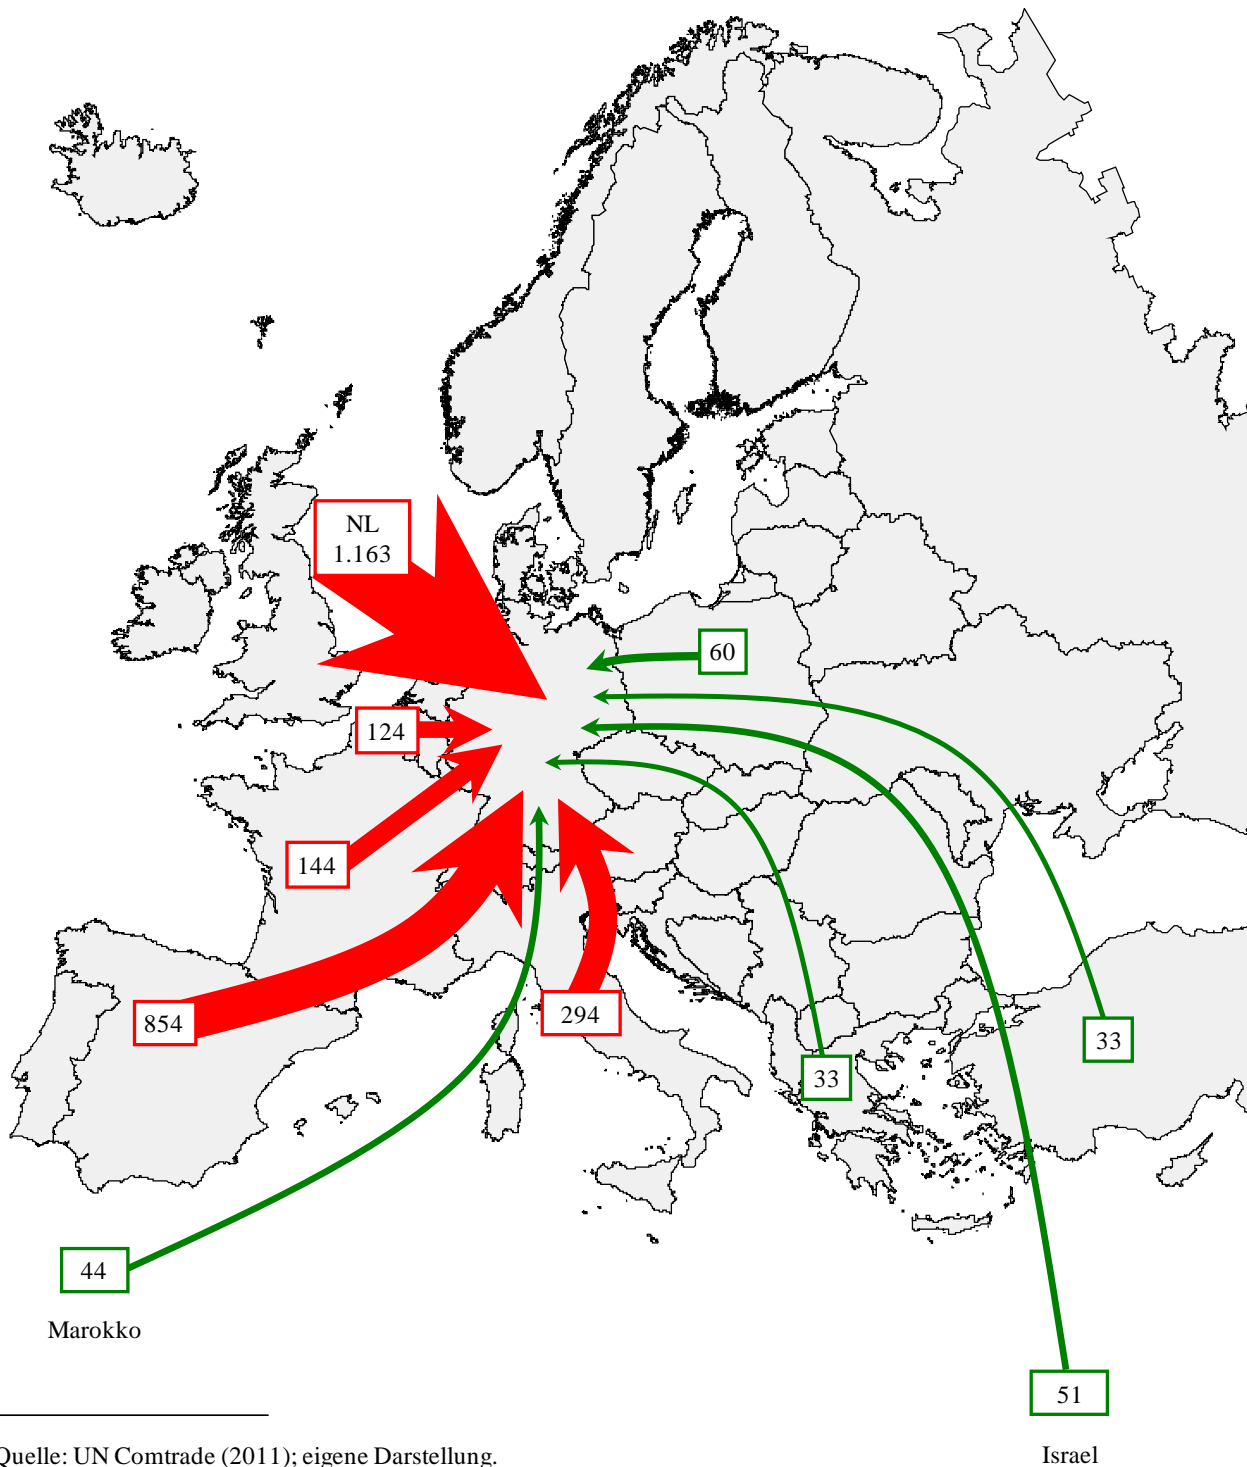 NL
1.163
60
124
144
854
294
33
33
44
Marokko
51
Quelle: UN Comtrade (2011); eigene Darstellung.
Israel